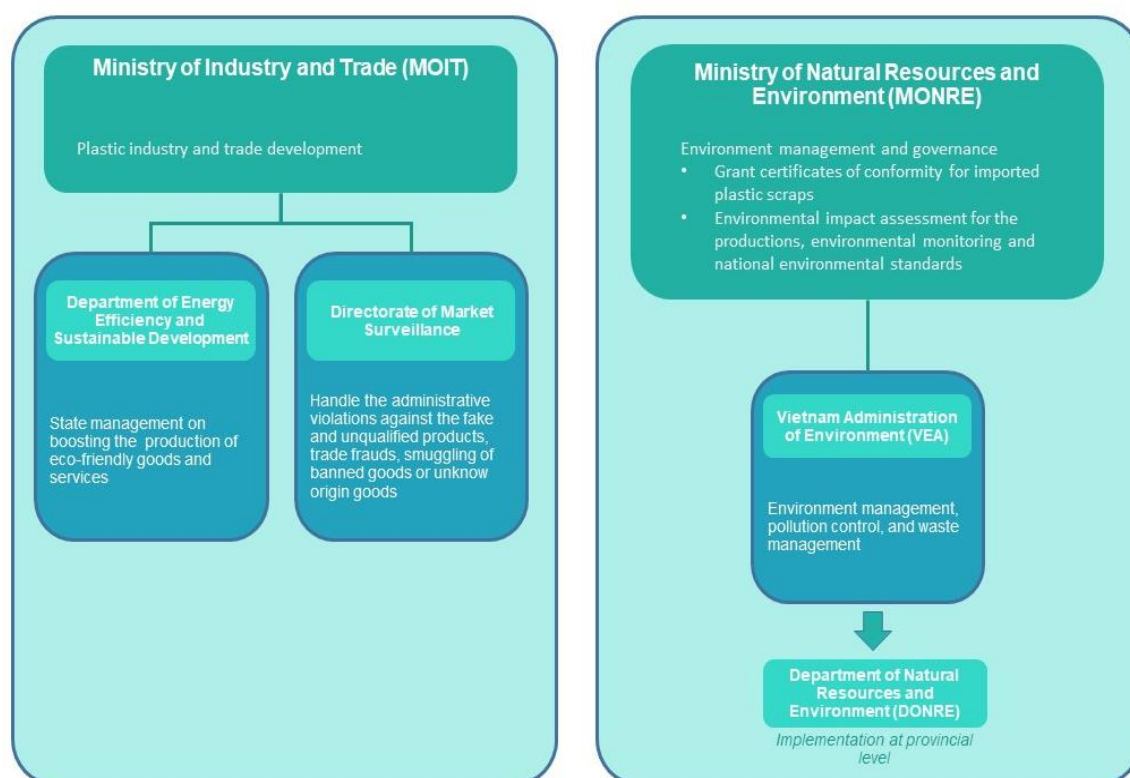 Ministry of Industry and Trade (MOIT)
Plastic industry and trade development
Department of Energy
Efficiency and
Sustainable Development
State management on
boosting the production of
eco-friendly goods and
services
Directorate of Market
Surveillance
Handle the administrative
violations against the fake
and unqualified products,
trade frauds, smuggling of
banned goods or unknow
origin goods
Ministry of Natural Resources and
Environment (MONRE)
Environment management and governance
• Grant certificates of conformity for imported
plastic scraps
• Environmental impact assessment for the
productions, environmental monitoring and
national environmental standards
Vietnam Administration
of Environment (VEA)
Environment management,
pollution control, and waste
management
Department of Natural
Resources and
Environment (DONRE)
Implementation at provincial
level